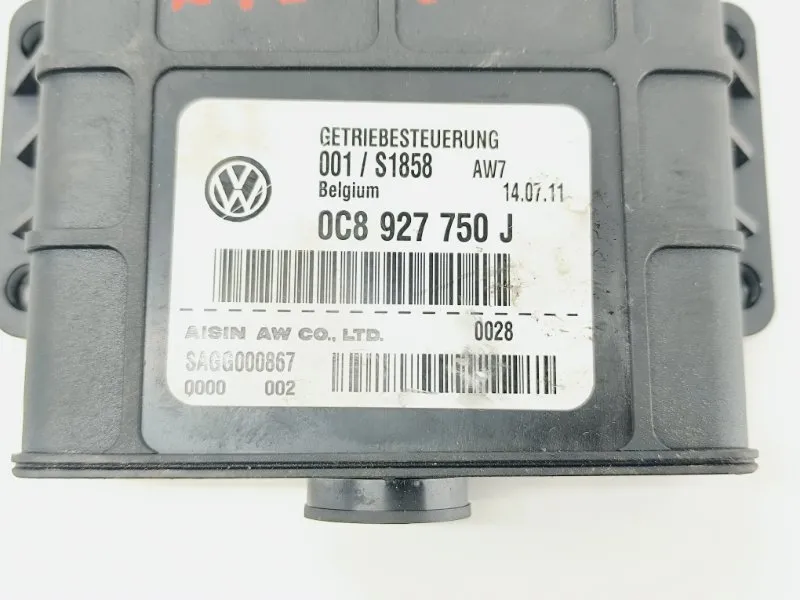 GETRIEBESTEUERUNG
001 / S1858 AW7
Belgium 14.07.11
0C8 927 750 J
AISIN AW CO., LTD. 0028
SAGG000867
0000 002